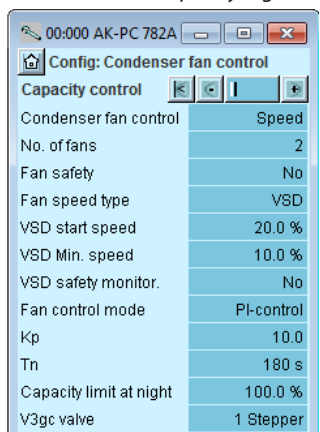 00:000 AK-PC 782A
Config: Condenser fan control
Capacity control
Condenser fan control Speed
No. of fans 2
Fan safety No
Fan speed type VSD
VSD start speed 20.0 %
VSD Min. speed 10.0 %
VSD safety monitor. No
Fan control mode PI-control
Kp 10.0
Tn 180 s
Capacity limit at night 100.0 %
V3gc valve 1 Stepper